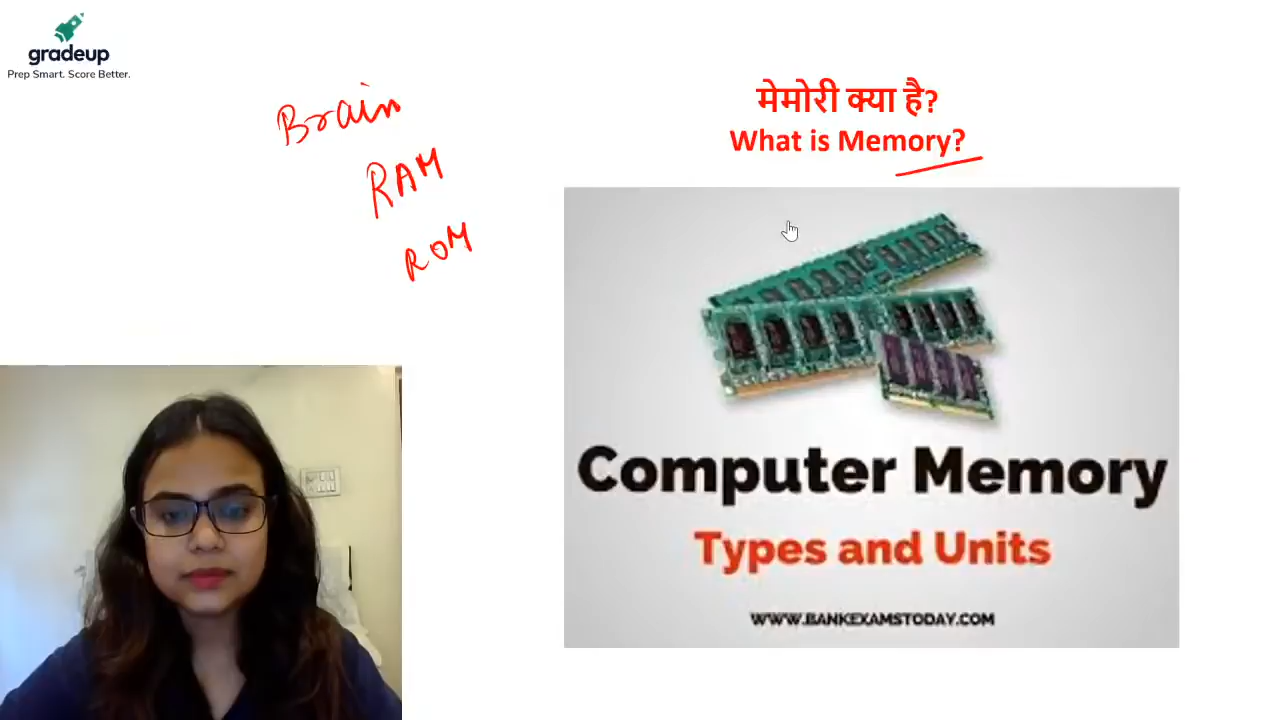 gradeup
Prep Smart. Score Better.
Brain
RAM
ROM
मेमोरी क्या है?
What is Memory?
Computer Memory
Types and Units
WWW.BANKEXAMSTODAY.COM